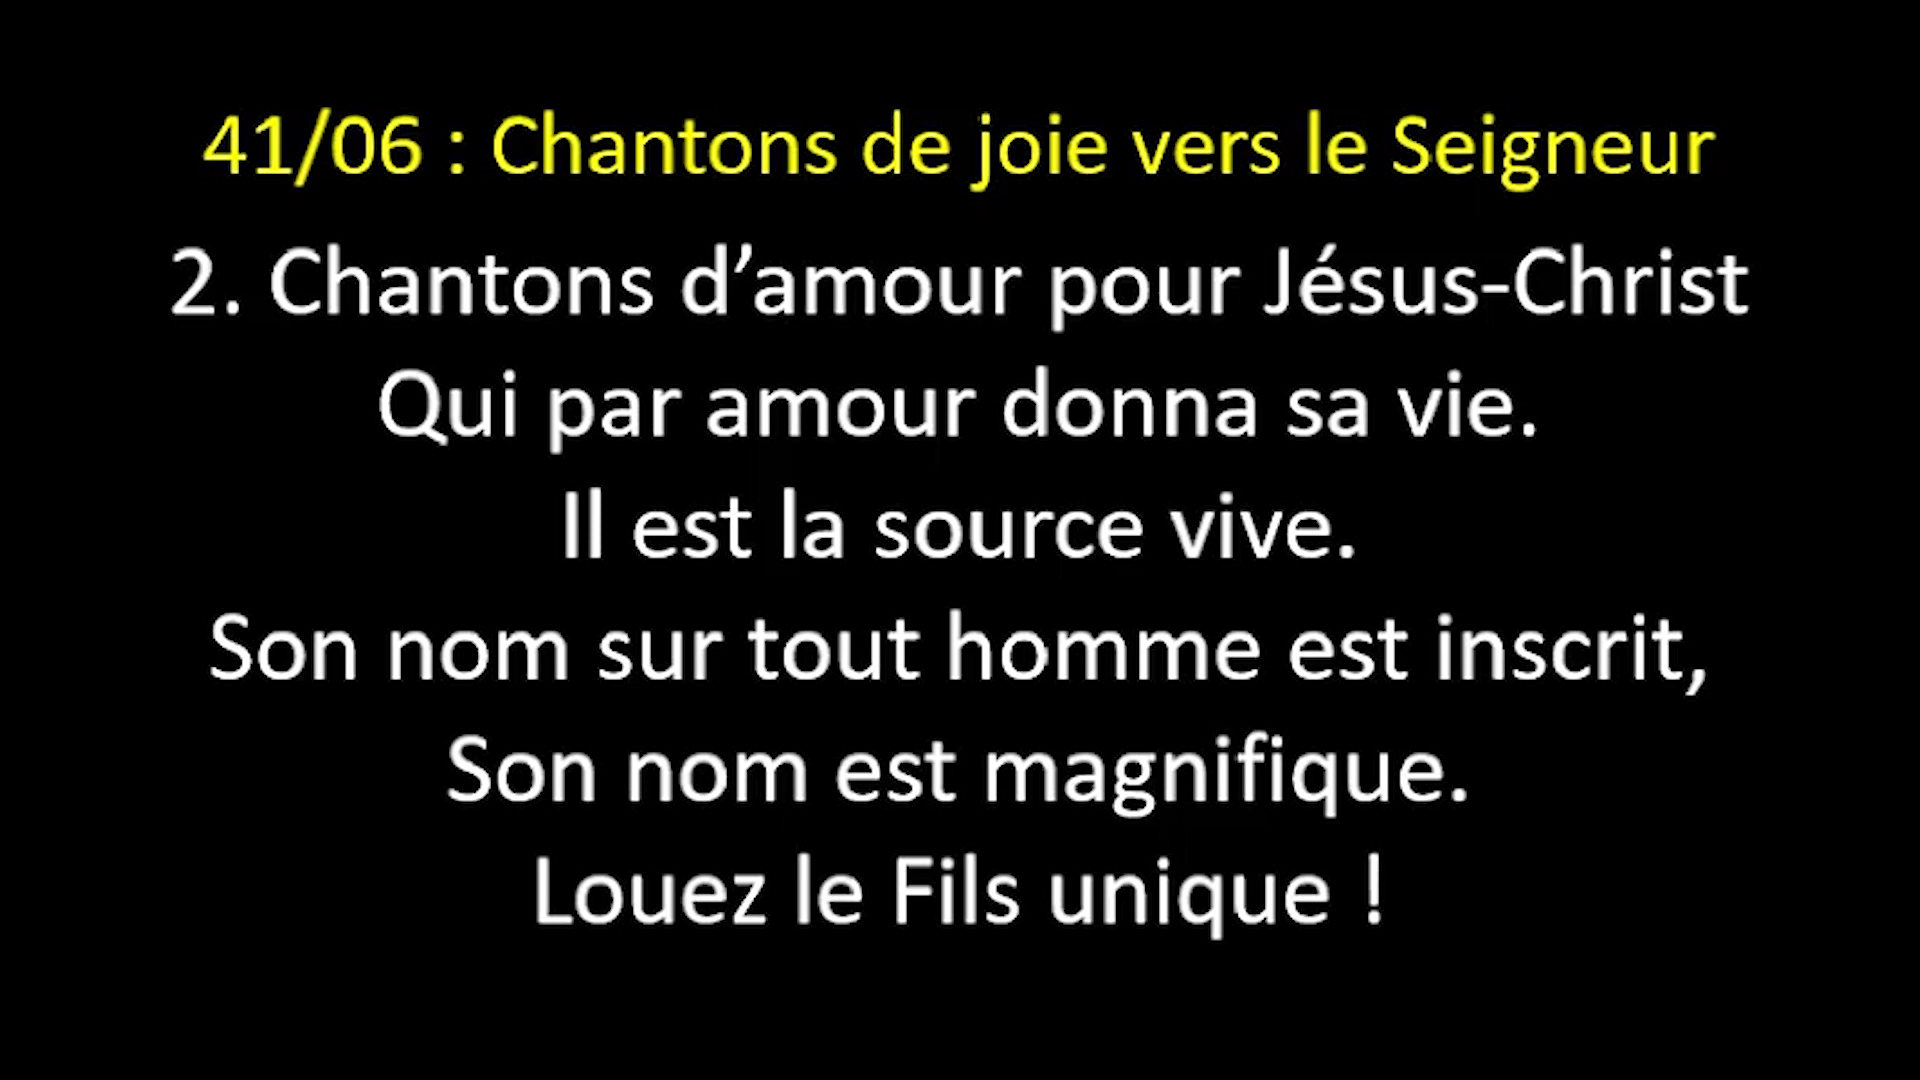 41/06 : Chantons de joie vers le Seigneur
2. Chantons d’amour pour Jésus-Christ
Qui par amour donna sa vie.
Il est la source vive.
Son nom sur tout homme est inscrit,
Son nom est magnifique.
Louez le Fils unique !